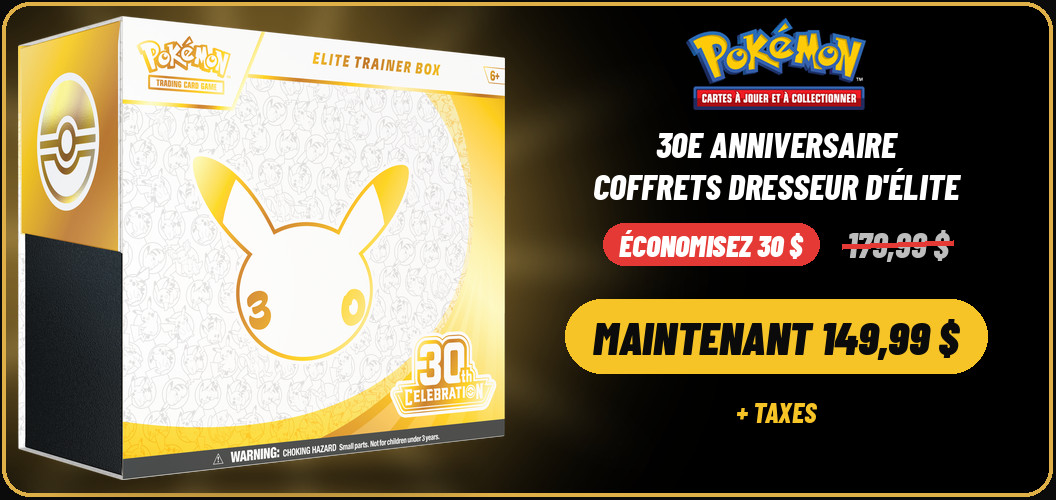 POKÉMON
TRADING CARD GAME
ELITE TRAINER BOX
6+
3 0
30th
CELEBRATION
WARNING: CHOKING HAZARD Small parts. Not for children under 3 years.
POKÉMON
TM
CARTES À JOUER ET À COLLECTIONNER
30E ANNIVERSAIRE
COFFRETS DRESSEUR D'ÉLITE
ÉCONOMISEZ 30 $
179,99 $
MAINTENANT 149,99 $
+ TAXES